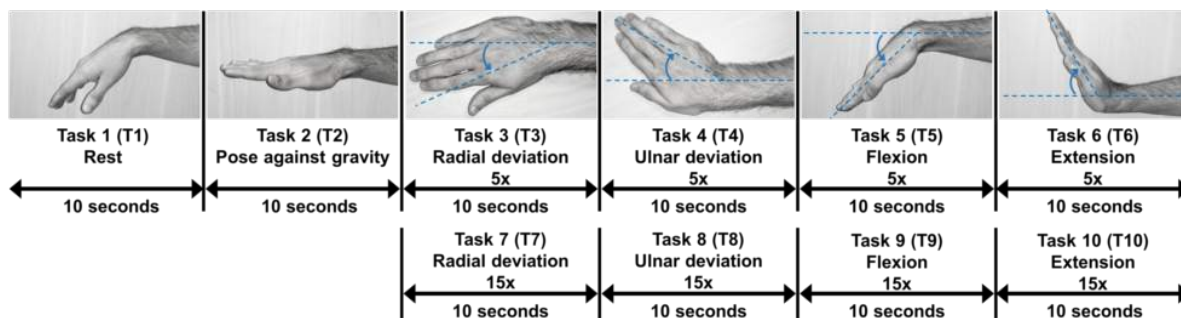 Task 1 (T1)
Rest
10 seconds
Task 2 (T2)
Pose against gravity
10 seconds
Task 3 (T3)
Radial deviation
5x
10 seconds
Task 4 (T4)
Ulnar deviation
5x
10 seconds
Task 5 (T5)
Flexion
5x
10 seconds
Task 6 (T6)
Extension
5x
10 seconds
Task 7 (T7)
Radial deviation
15x
10 seconds
Task 8 (T8)
Ulnar deviation
15x
10 seconds
Task 9 (T9)
Flexion
15x
10 seconds
Task 10 (T10)
Extension
15x
10 seconds